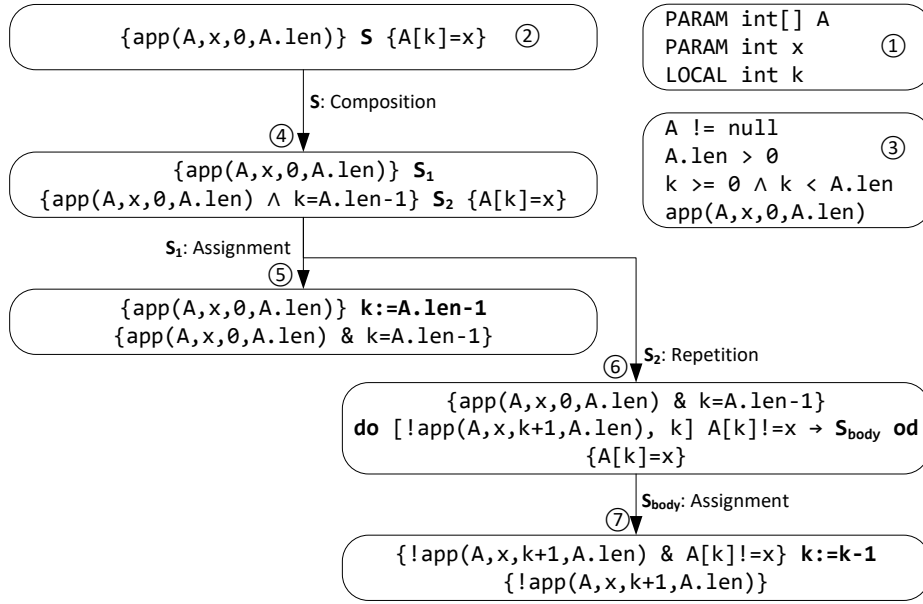 {app(A,x,0,A.len)} S {A[k]=x} ②
PARAM int[] A
PARAM int x
LOCAL int k
①
S: Composition
A != null
A.len > 0
k >= 0 ∧ k < A.len
app(A,x,0,A.len)
③
④
{app(A,x,0,A.len)} S₁
{app(A,x,0,A.len) ∧ k=A.len-1} S₂ {A[k]=x}
S₁: Assignment
⑤
{app(A,x,0,A.len)} k:=A.len-1
{app(A,x,0,A.len) & k=A.len-1}
S₂: Repetition
⑥
{app(A,x,0,A.len) & k=A.len-1}
do [!app(A,x,k+1,A.len), k] A[k]!=x → S_body od
{A[k]=x}
S_body: Assignment
⑦
{!app(A,x,k+1,A.len) & A[k]!=x} k:=k-1
{!app(A,x,k+1,A.len)}